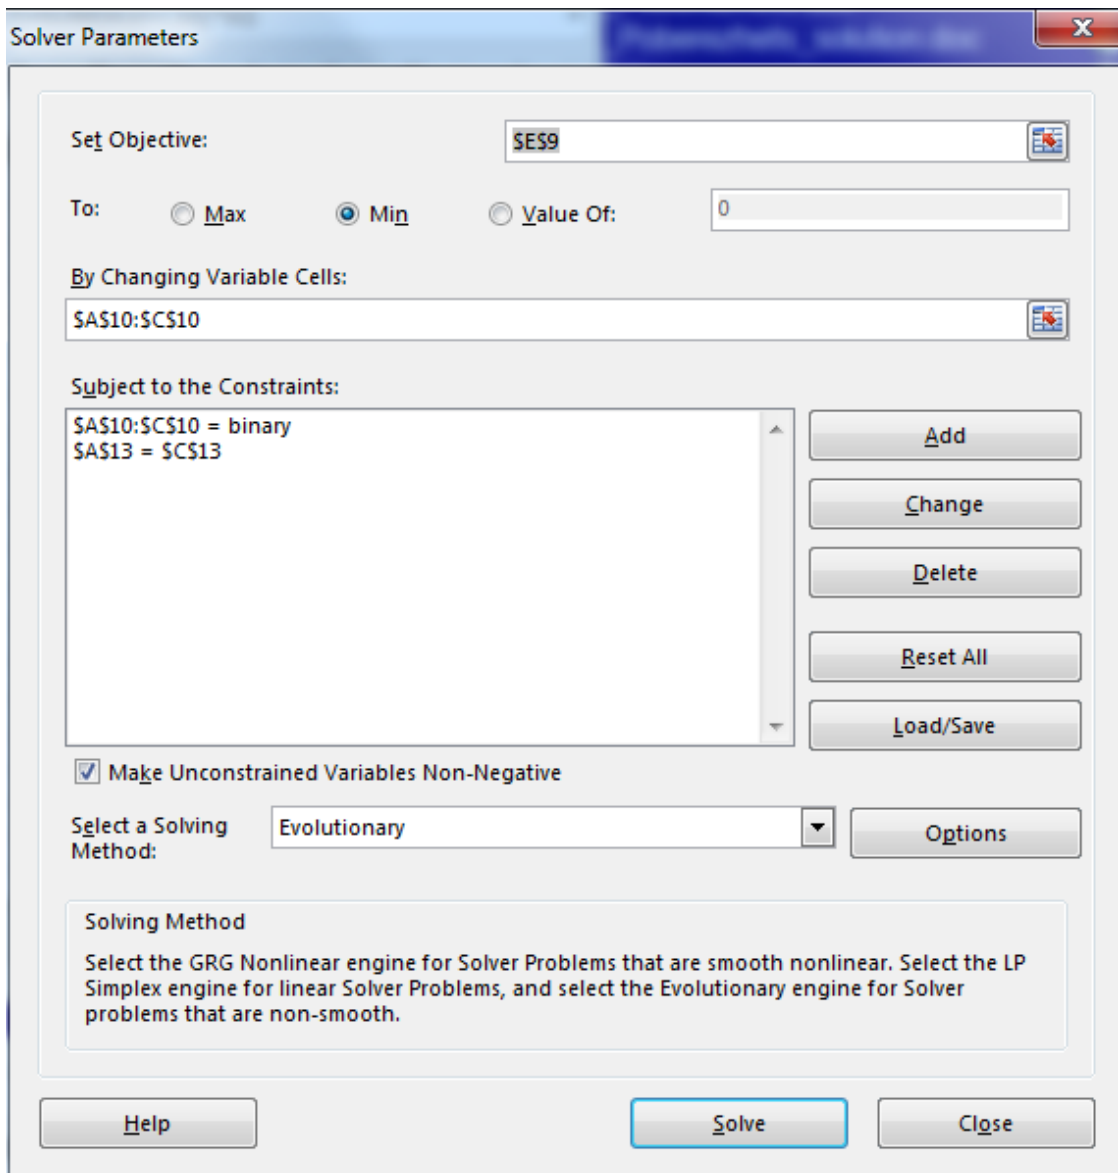 Solver Parameters
Set Objective:
$E$9
To:
Max
Min
Value Of:
0
By Changing Variable Cells:
$A$10:$C$10
Subject to the Constraints:
$A$10:$C$10 = binary
$A$13 = $C$13
Add
Change
Delete
Reset All
Load/Save
Make Unconstrained Variables Non-Negative
Select a Solving
Method:
Evolutionary
Options
Solving Method
Select the GRG Nonlinear engine for Solver Problems that are smooth nonlinear. Select the LP
Simplex engine for linear Solver Problems, and select the Evolutionary engine for Solver
problems that are non-smooth.
Help
Solve
Close